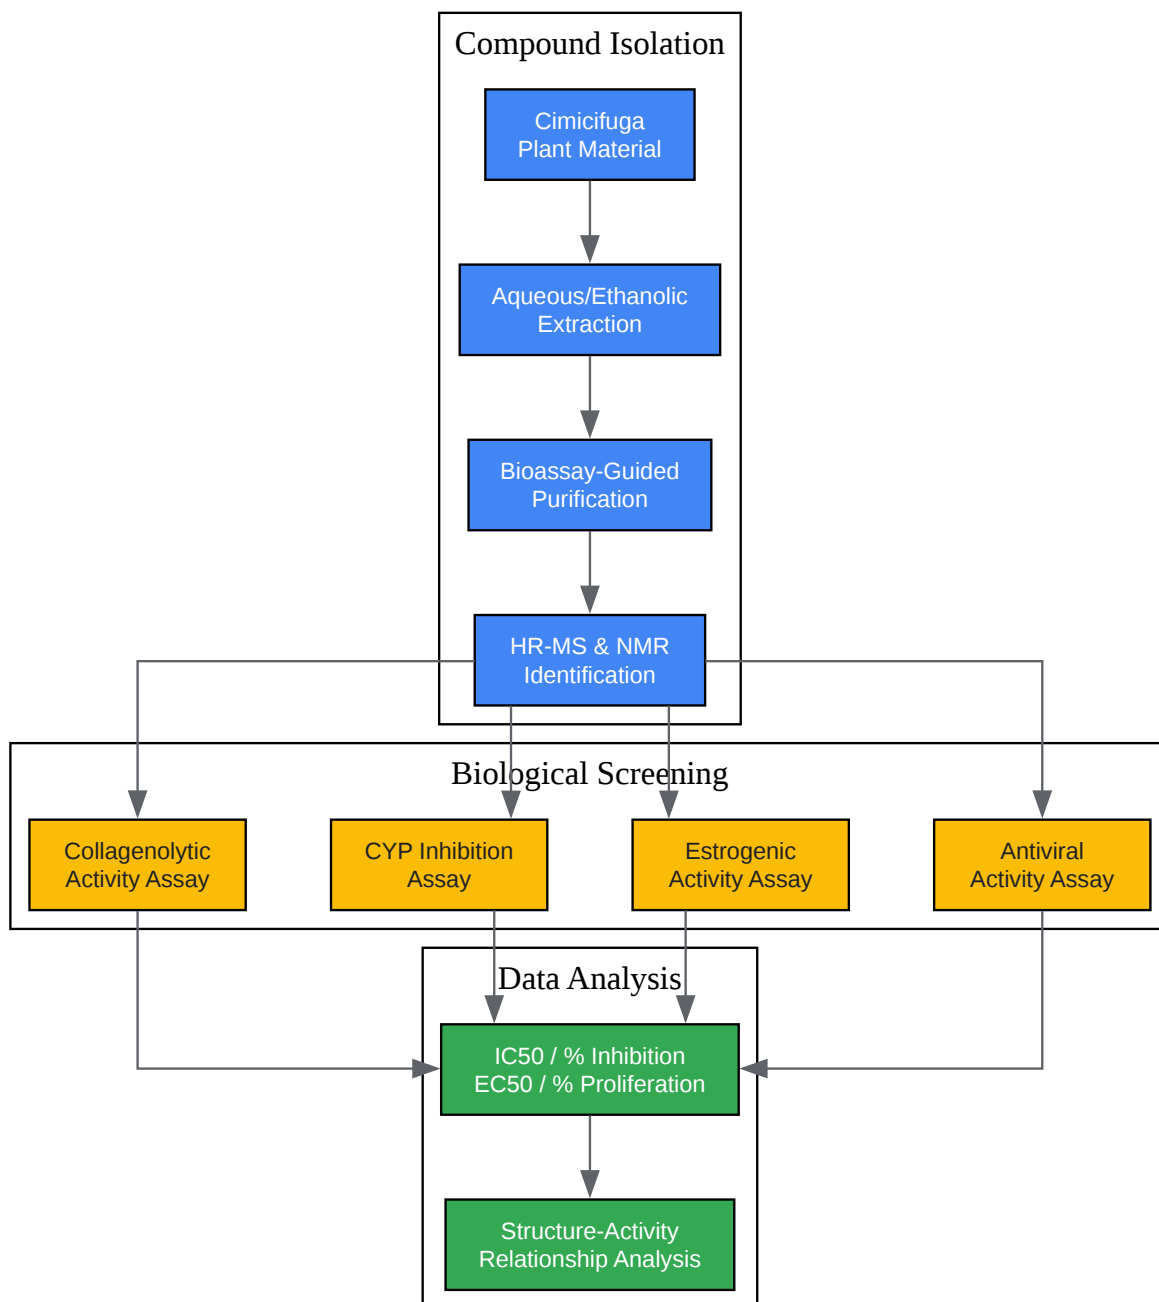 Compound Isolation
Cimicifuga
Plant Material
Aqueous/Ethanolic
Extraction
Bioassay-Guided
Purification
HR-MS & NMR
Identification
Biological Screening
Collagenolytic
Activity Assay
CYP Inhibition
Assay
Estrogenic
Activity Assay
Antiviral
Activity Assay
Data Analysis
IC50 / % Inhibition
EC50 / % Proliferation
Structure-Activity
Relationship Analysis